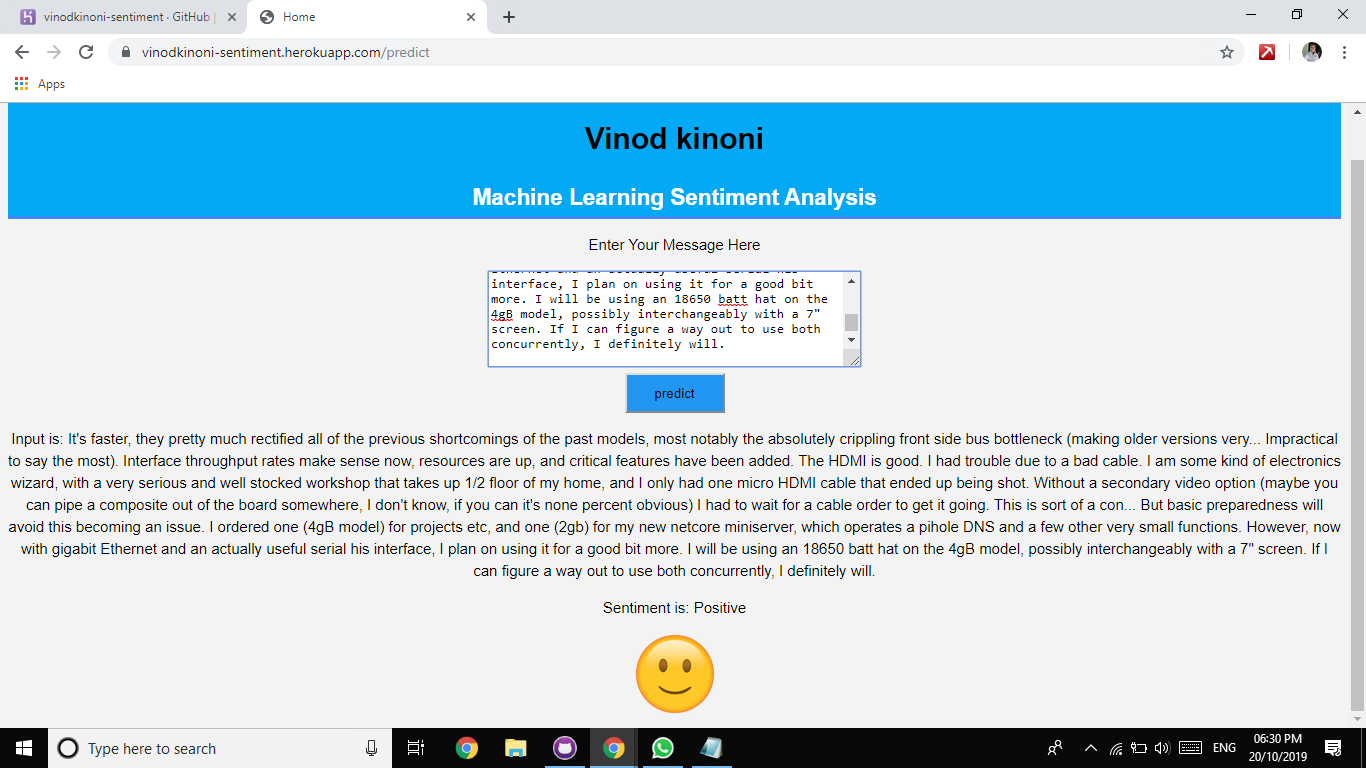 vinodkinoni-sentiment · GitHub |
Home
vinodkinoni-sentiment.herokuapp.com/predict
Apps
Vinod kinoni
Machine Learning Sentiment Analysis
Enter Your Message Here
interface, I plan on using it for a good bit
more. I will be using an 18650 batt hat on the
4gB model, possibly interchangeably with a 7"
screen. If I can figure a way out to use both
concurrently, I definitely will.
predict
Input is: It's faster, they pretty much rectified all of the previous shortcomings of the past models, most notably the absolutely crippling front side bus bottleneck (making older versions very... Impractical
to say the most). Interface throughput rates make sense now, resources are up, and critical features have been added. The HDMI is good. I had trouble due to a bad cable. I am some kind of electronics
wizard, with a very serious and well stocked workshop that takes up 1/2 floor of my home, and I only had one micro HDMI cable that ended up being shot. Without a secondary video option (maybe you
can pipe a composite out of the board somewhere, I don't know, if you can it's none percent obvious) I had to wait for a cable order to get it going. This is sort of a con... But basic preparedness will
avoid this becoming an issue. I ordered one (4gB model) for projects etc, and one (2gb) for my new netcore miniserver, which operates a pihole DNS and a few other very small functions. However, now
with gigabit Ethernet and an actually useful serial his interface, I plan on using it for a good bit more. I will be using an 18650 batt hat on the 4gB model, possibly interchangeably with a 7" screen. If I
can figure a way out to use both concurrently, I definitely will.
Sentiment is: Positive
Type here to search
ENG
06:30 PM
20/10/2019